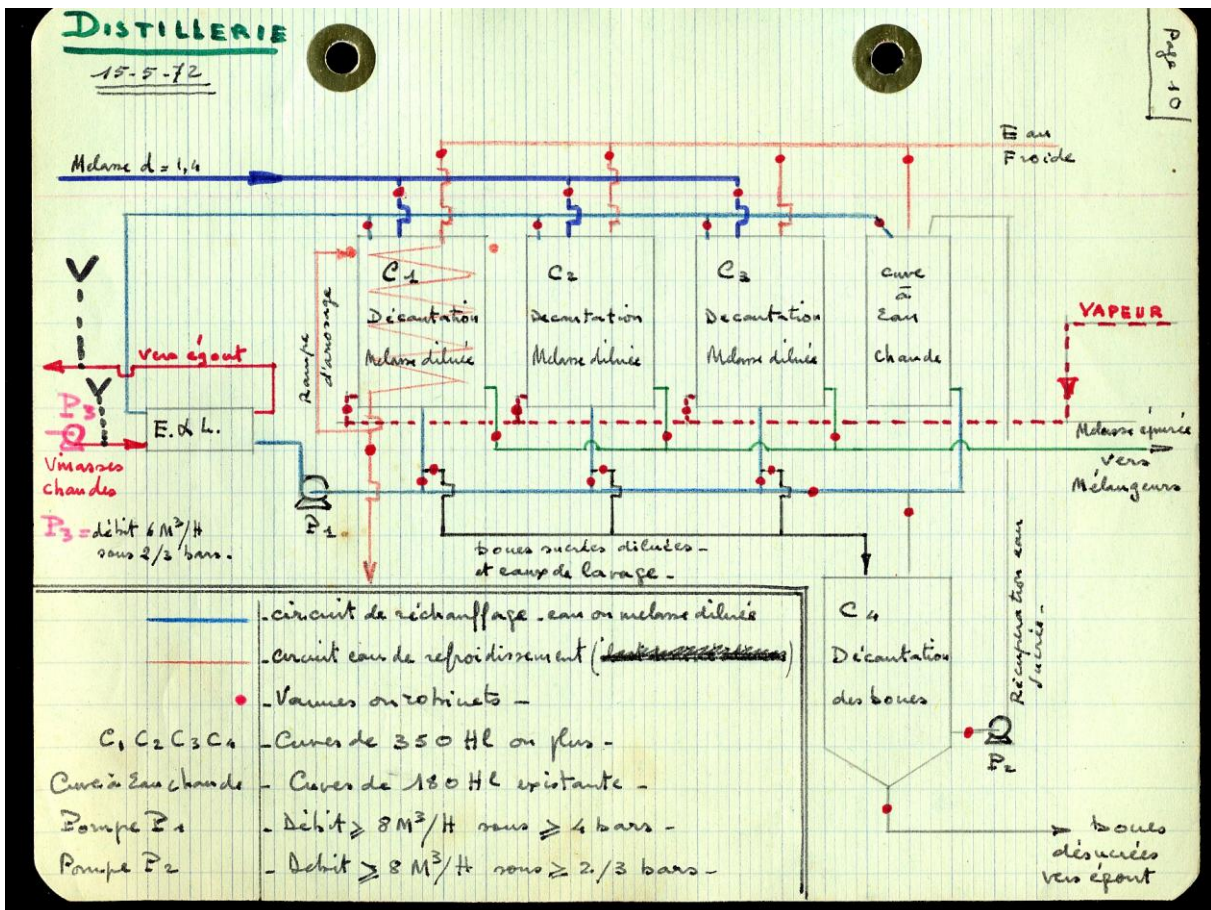 DISTILLERIE
15-5-72
Page 10
Eau
Froide
Melasse d = 1,4
C1
Décantation
Melasse diluée
C2
Decantation
Melasse diluée
C3
Decantation
Melasse diluée
Cuve
à
Eau
Chaude
VAPEUR
Rampe
d'arrosage
Vers égout
P3
E. & L.
Vinasses
chaudes
P3 = débit 6 M³/H
sous 2/3 bars.
P1
Melasse épurée
vers
Mélangeurs
boues sucrées diluées -
et eaux de lavage -
C4
Décantation
des boues
Récupération eau
sucrée -
P2
boues
désucrées
vers égout
- circuit de réchauffage - eau ou melasse diluée
- circuit eau de refroidissement ( )
- Vannes ou robinets -
C1 C2 C3 C4 - Cuves de 350 Hl ou plus -
Cuve à Eau chaude - Cuves de 180 Hl existante -
Pompe P1 - Débit ≥ 8 M³/H sous ≥ 4 bars -
Pompe P2 - Debit ≥ 8 M³/H sous ≥ 2/3 bars -